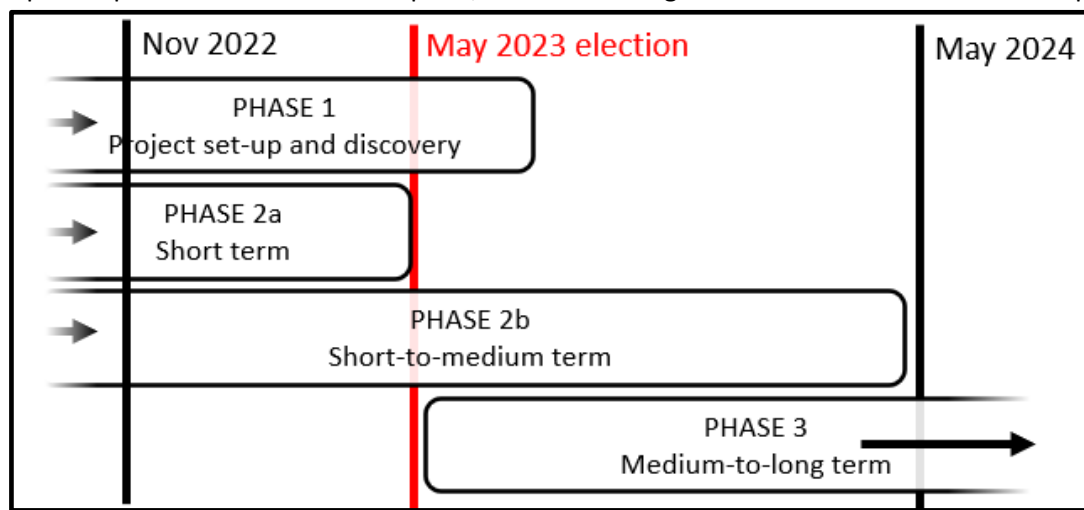 Nov 2022
May 2023 election
May 2024
PHASE 1
Project set-up and discovery
PHASE 2a
Short term
PHASE 2b
Short-to-medium term
PHASE 3
Medium-to-long term